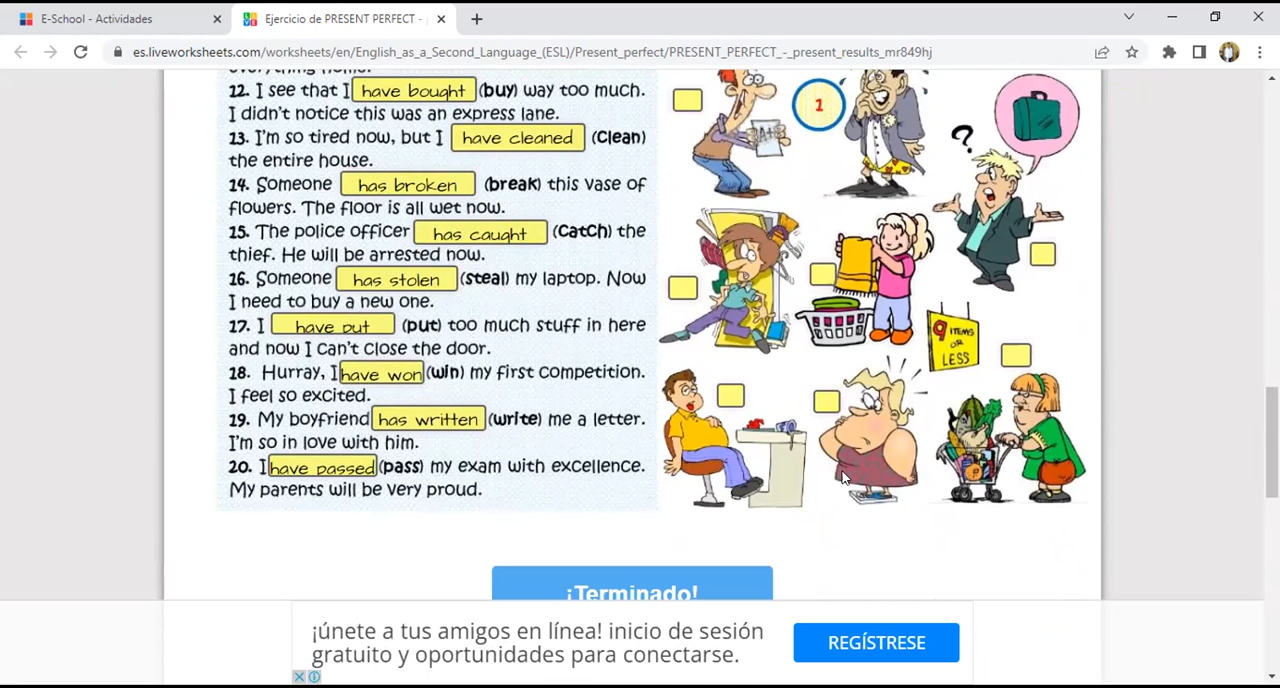 E-School - Actividades
Ejercicio de PRESENT PERFECT -
es.liveworksheets.com/worksheets/en/English_as_a_Second_Language_(ESL)/Present_perfect/PRESENT_PERFECT_-_present_results_mr849hj
everything home.
12. I see that I have bought (buy) way too much.
I didn't notice this was an express lane.
13. I'm so tired now, but I have cleaned (Clean)
the entire house.
14. Someone has broken (break) this vase of
flowers. The floor is all wet now.
15. The police officer has caught (CatCh) the
thief. He will be arrested now.
16. Someone has stolen (steal) my laptop. Now
I need to buy a new one.
17. I have put (put) too much stuff in here
and now I can't close the door.
18. Hurray, I have won (win) my first competition.
I feel so excited.
19. My boyfriend has written (write) me a letter.
I'm so in love with him.
20. I have passed (pass) my exam with excellence.
My parents will be very proud.
1
A+
?
9 ITEMS
OR
LESS
¡Terminado!
¡únete a tus amigos en línea! inicio de sesión
gratuito y oportunidades para conectarse.
REGÍSTRESE